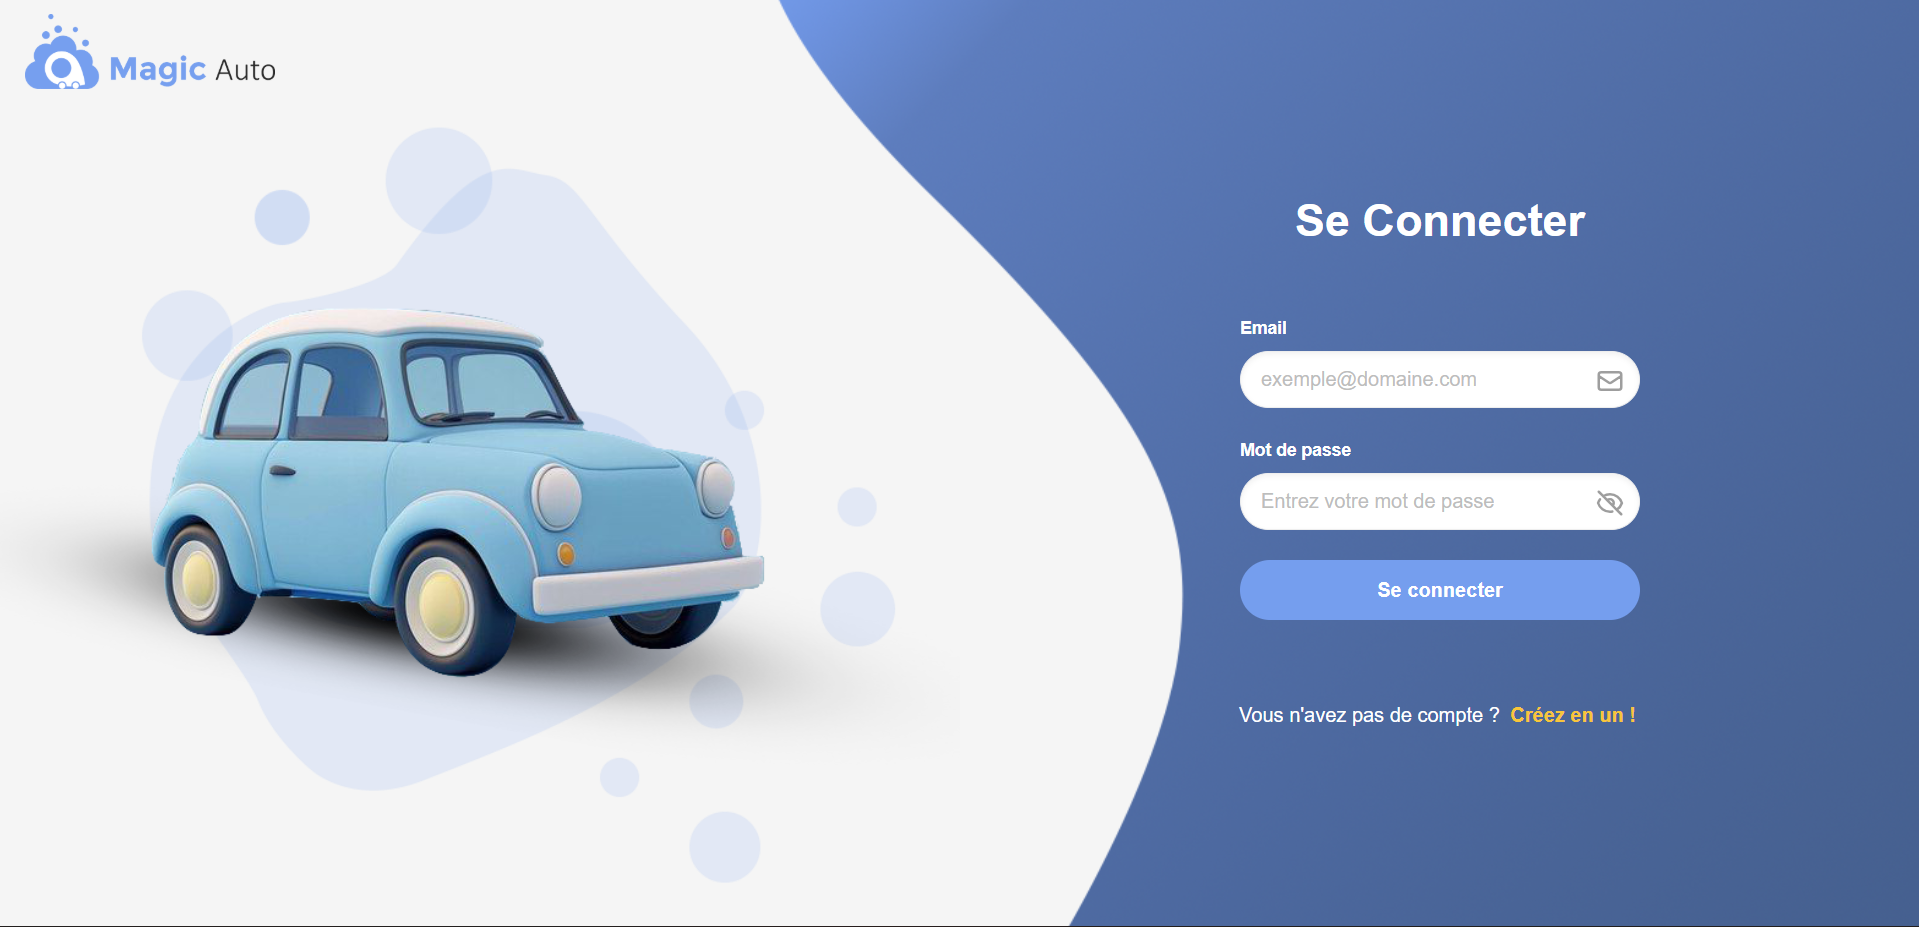 Magic Auto
Se Connecter
Email
exemple@domaine.com
Mot de passe
Entrez votre mot de passe
Se connecter
Vous n'avez pas de compte ? Créez en un !